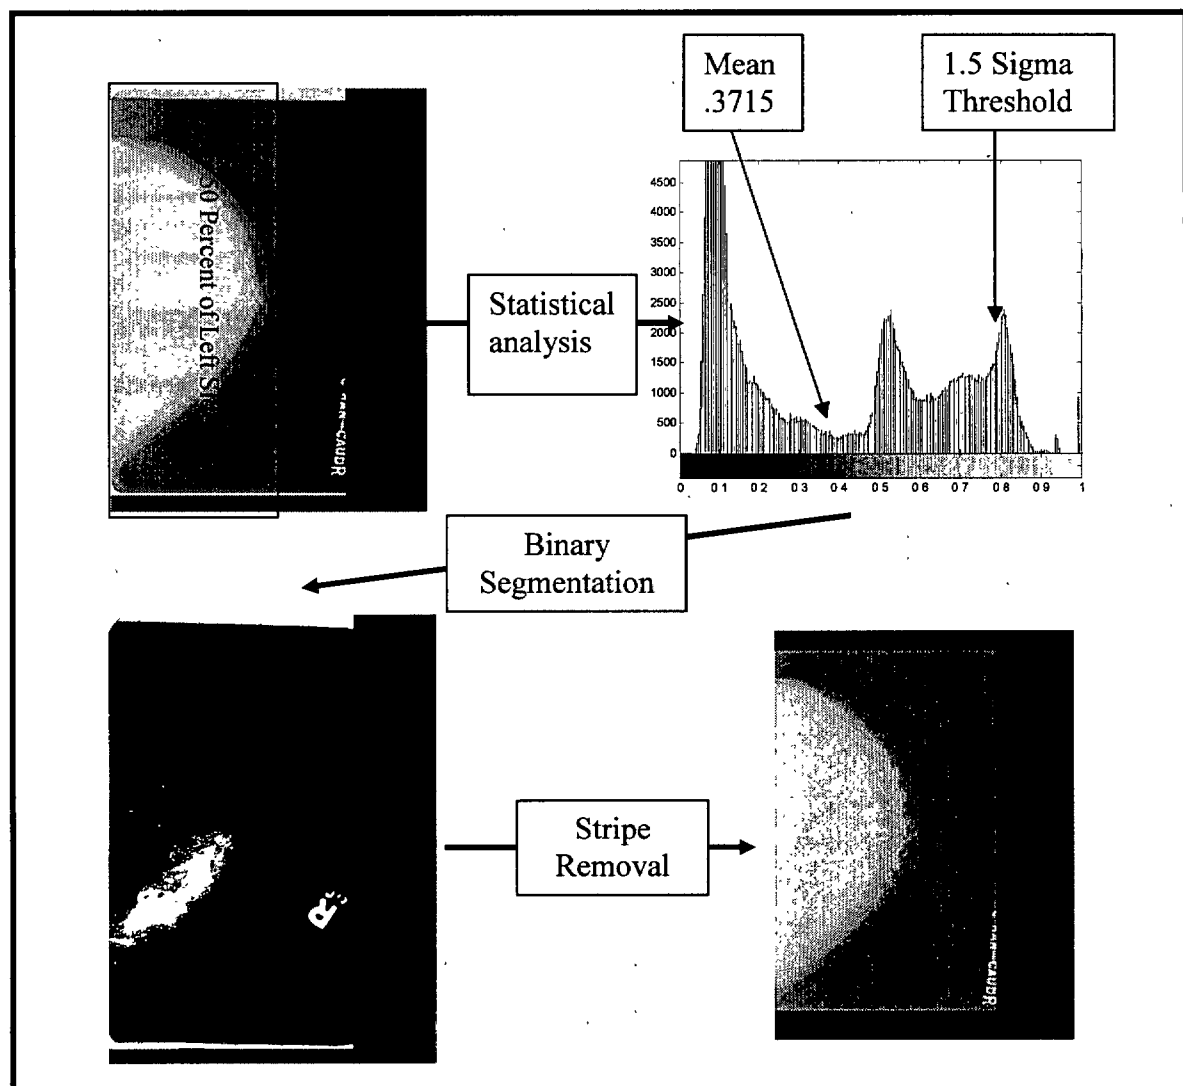 Mean
.3715
1.5 Sigma
Threshold
Percent of Left
Statistical
analysis
4500
4000
3500
3000
2500
2000
1500
1000
500
0
0 0 1 0 2 0 3 0 4 0 5 0 6 0 7 0 8 0 9 1
Binary
Segmentation
R
Stripe
Removal